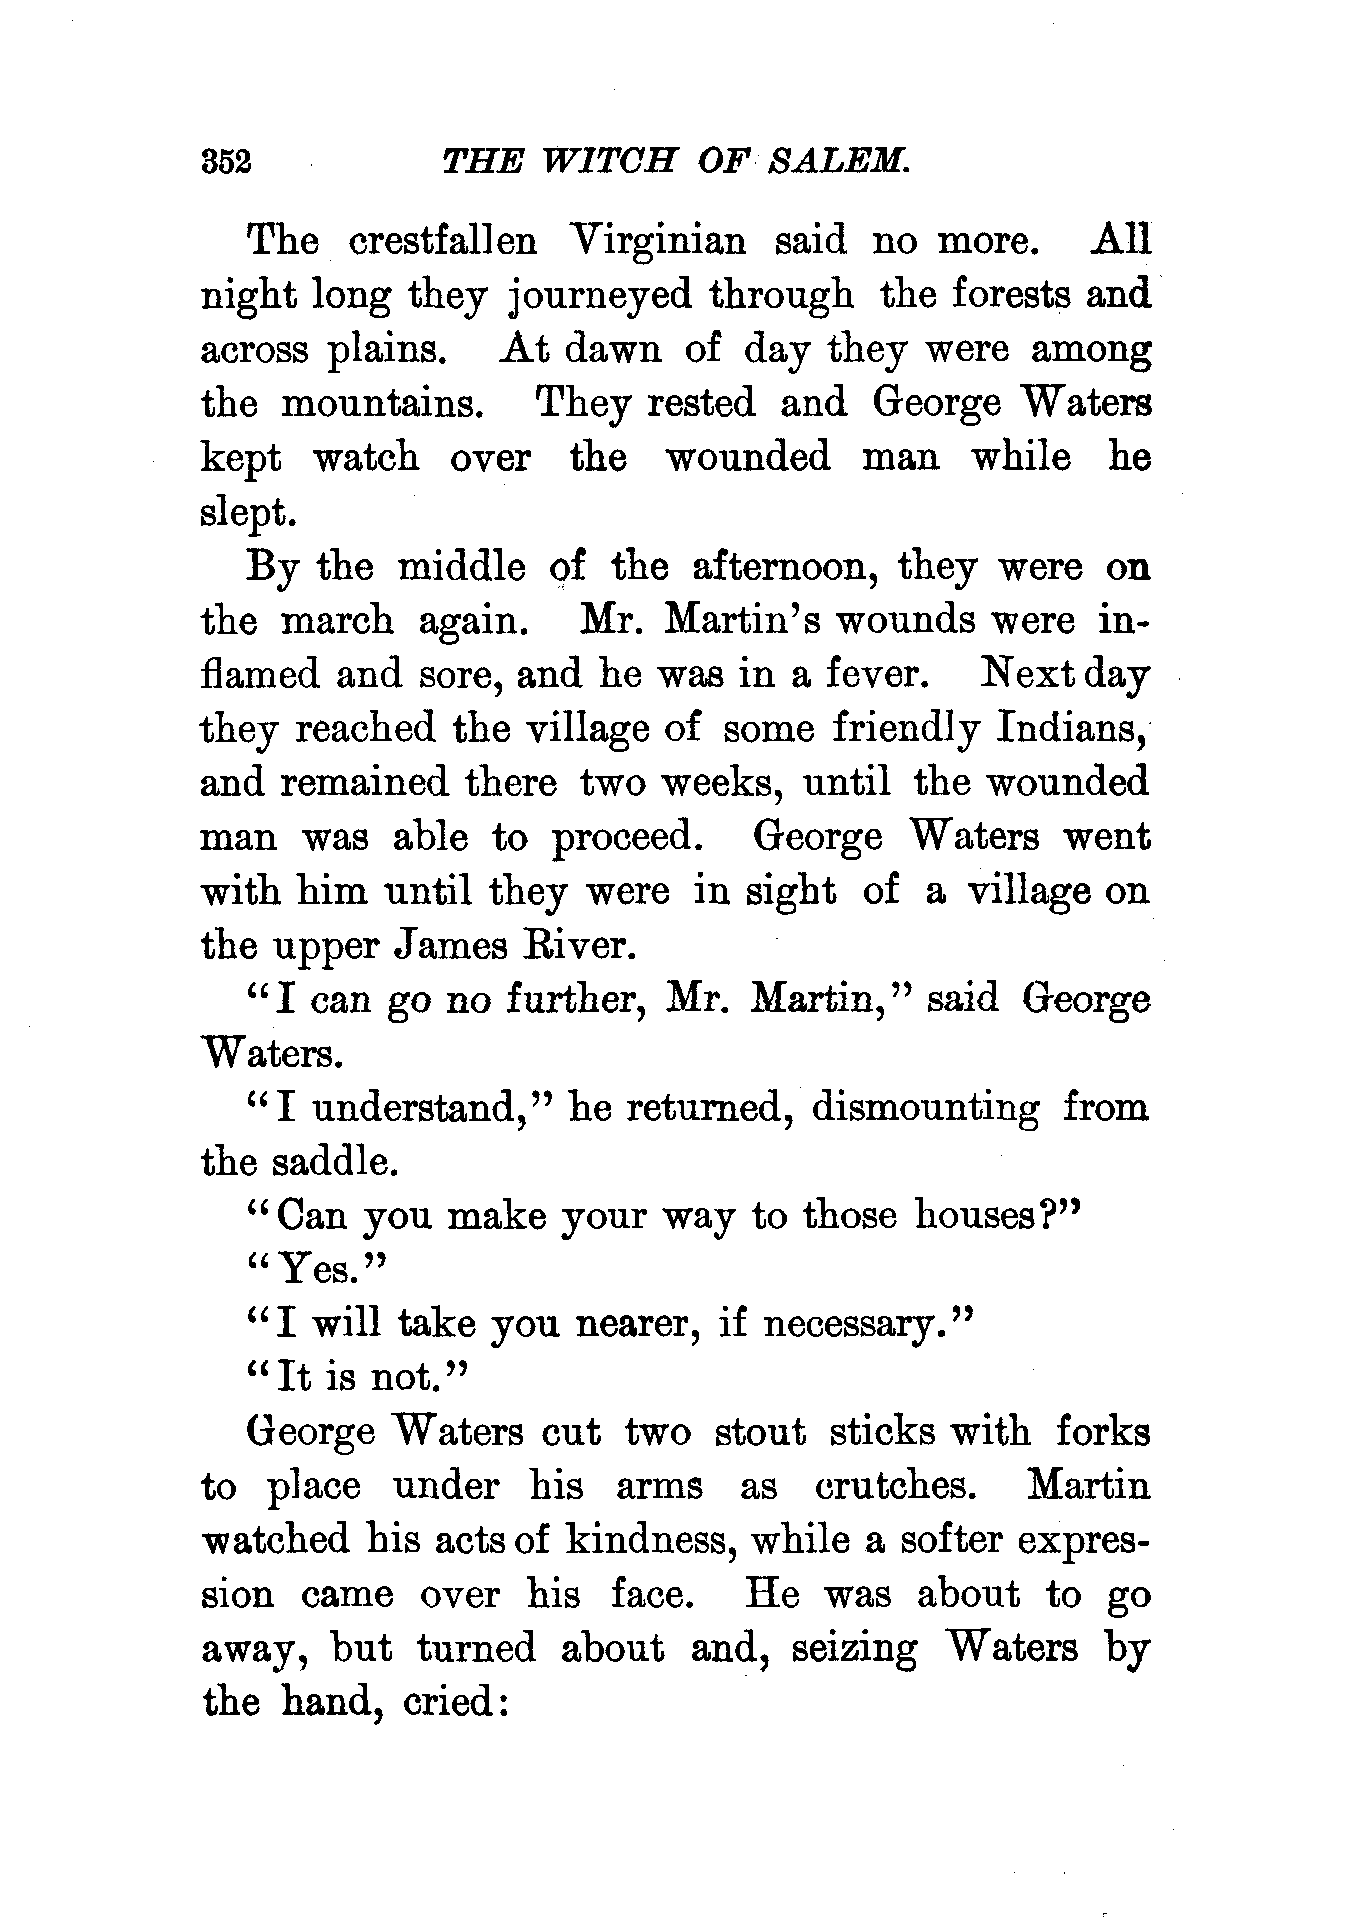 352 THE WITCH OF SALEM.
The crestfallen Virginian said no more. All
night long they journeyed through the forests and
across plains. At dawn of day they were among
the mountains. They rested and George Waters
kept watch over the wounded man while he
slept.
By the middle of the afternoon, they were on
the march again. Mr. Martin's wounds were in-
flamed and sore, and he was in a fever. Next day
they reached the village of some friendly Indians,
and remained there two weeks, until the wounded
man was able to proceed. George Waters went
with him until they were in sight of a village on
the upper James River.
"I can go no further, Mr. Martin," said George
Waters.
"I understand," he returned, dismounting from
the saddle.
"Can you make your way to those houses?"
"Yes."
"I will take you nearer, if necessary."
"It is not."
George Waters cut two stout sticks with forks
to place under his arms as crutches. Martin
watched his acts of kindness, while a softer expres-
sion came over his face. He was about to go
away, but turned about and, seizing Waters by
the hand, cried: